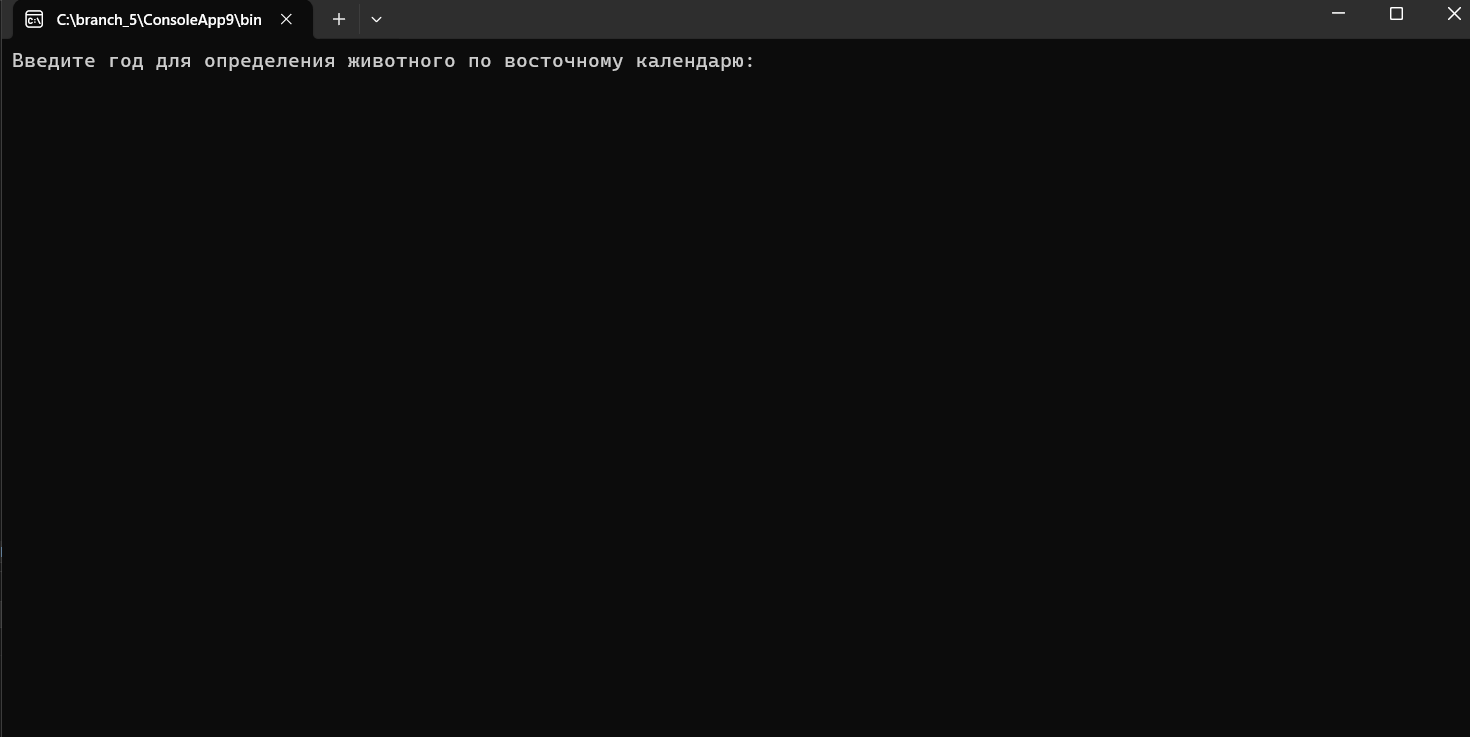 C:\branch_5\ConsoleApp9\bin
Введите год для определения животного по восточному календарю: